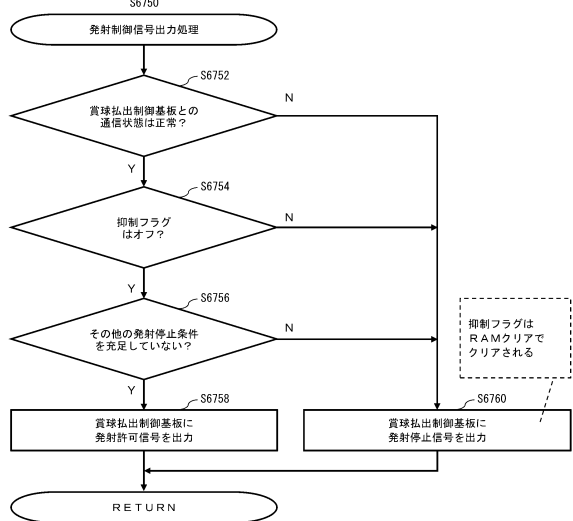 S6750
発射制御信号出力処理
S6752
賞球払出制御基板との
通信状態は正常？
N
Y
S6754
抑制フラグ
はオフ？
N
Y
S6756
その他の発射停止条件
を充足していない？
N
抑制フラグは
ＲＡＭクリアで
クリアされる
Y
S6758
賞球払出制御基板に
発射許可信号を出力
S6760
賞球払出制御基板に
発射停止信号を出力
ＲＥＴＵＲＮ